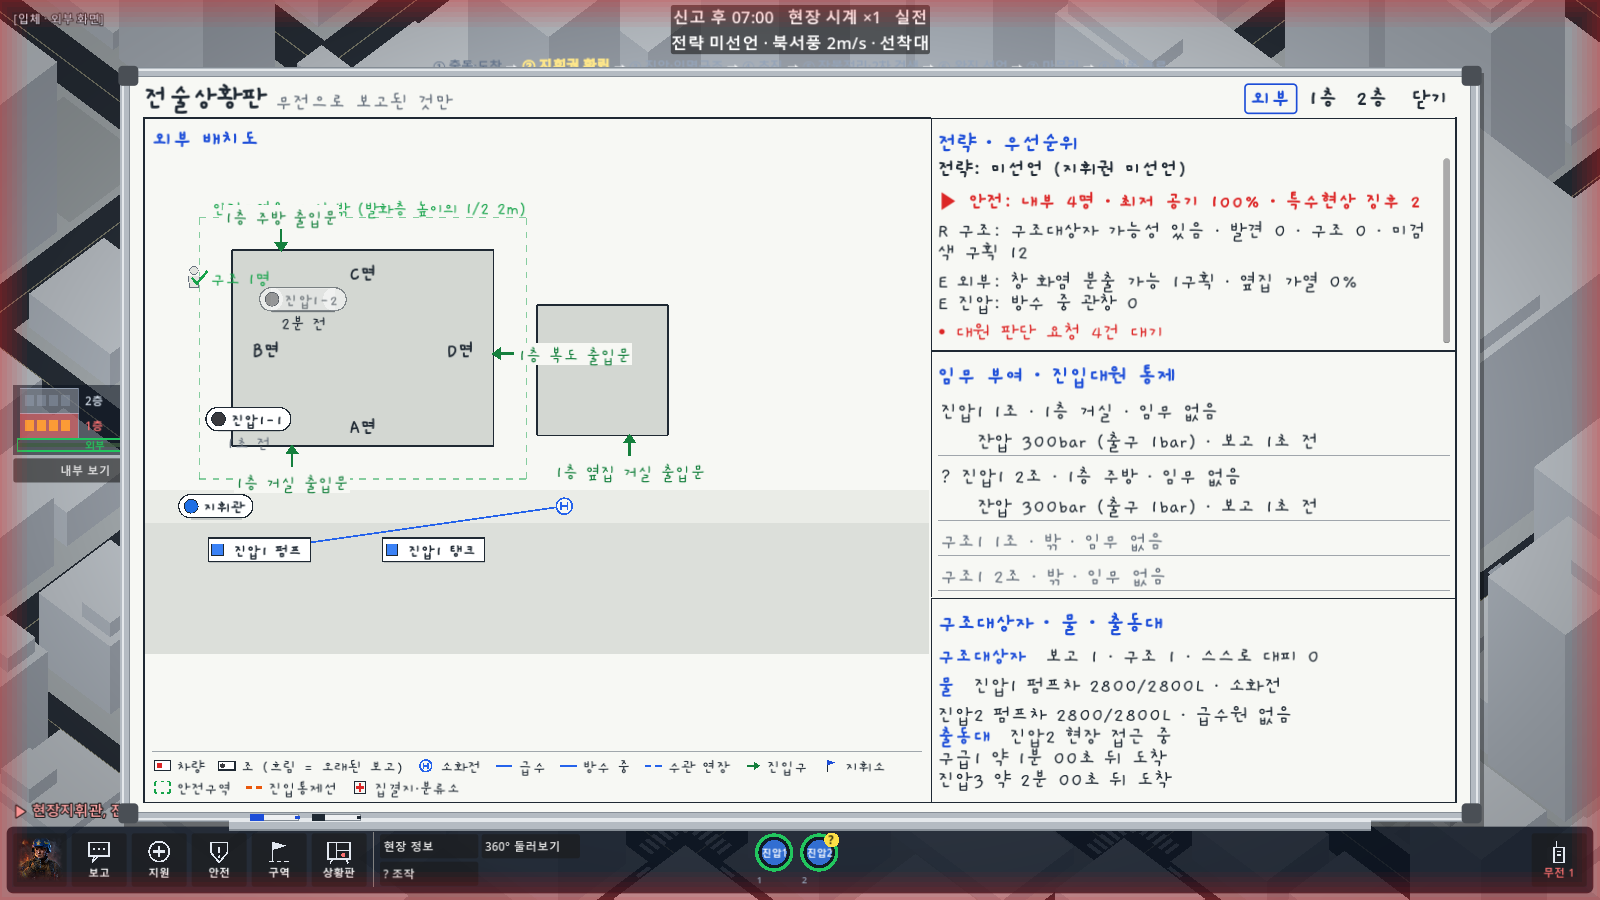 [입체 · 외부 화면]
신고 후 07:00 현장 시계 ×1 실전
전략 미선언 · 북서풍 2m/s · 선착대
② 지휘권 확립
전술상황판 무전으로 보고된 것만
외부 1층 2층 닫기
외부 배치도
밖 (발화층 높이의 1/2 2m)
1층 주방 출입문
C면
구조 1명
진압1-2
2분 전
B면
D면
1층 복도 출입문
진압1-1
1초 전
A면
1층 거실 출입문
1층 옆집 거실 출입문
지휘관
H
진압1 펌프
진압1 탱크
차량 조 (흐림 = 오래된 보고) H 소화전 급수 방수 중 수관 연장 진입구 지휘소
안전구역 진입통제선 집결지·분류소
전략 · 우선순위
전략: 미선언 (지휘권 미선언)
▶ 안전: 내부 4명 · 최저 공기 100% · 특수현상 징후 2
R 구조: 구조대상자 가능성 있음 · 발견 0 · 구조 0 · 미검
색 구획 12
E 외부: 창 화염 분출 가능 1구획 · 옆집 가열 0%
E 진압: 방수 중 관창 0
• 대원 판단 요청 4건 대기
임무 부여 · 진입대원 통제
진압1 1조 · 1층 거실 · 임무 없음
잔압 300bar (출구 1bar) · 보고 1초 전
? 진압1 2조 · 1층 주방 · 임무 없음
잔압 300bar (출구 1bar) · 보고 1초 전
구조1 1조 · 밖 · 임무 없음
구조1 2조 · 밖 · 임무 없음
구조대상자 · 물 · 출동대
구조대상자 보고 1 · 구조 1 · 스스로 대피 0
물 진압1 펌프차 2800/2800L · 소화전
진압2 펌프차 2800/2800L · 급수원 없음
출동대 진압2 현장 접근 중
구급1 약 1분 00초 뒤 도착
진압3 약 2분 00초 뒤 도착
2층
1층
외부
내부 보기
▶ 현장지휘관,
보고 지원 안전 구역 상황판
현장 정보 360° 둘러보기
? 조작
진압1 진압2 ?
1 2
무전 1